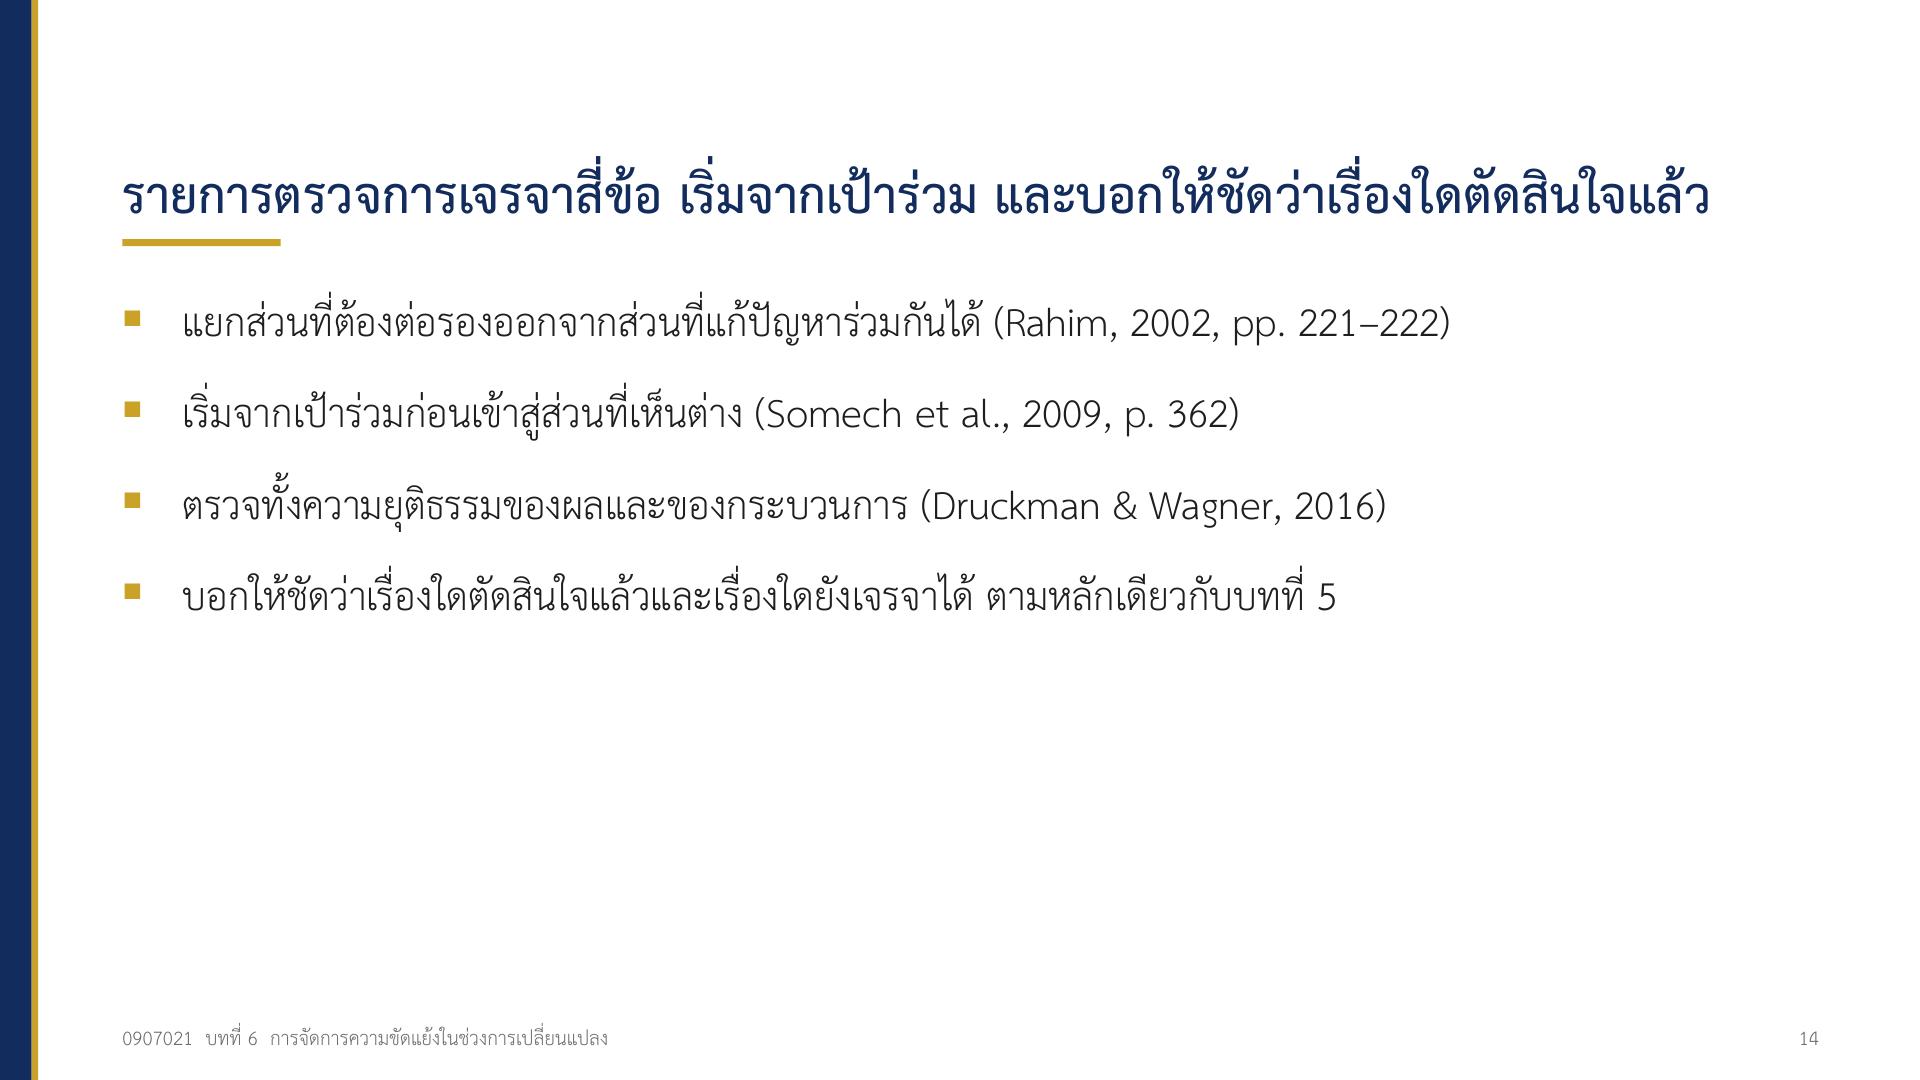 รายการตรวจการเจรจาสี่ข้อ เริ่มจากเป้าร่วม และบอกให้ชัดว่าเรื่องใดตัดสินใจแล้ว
▪ แยกส่วนที่ต้องต่อรองออกจากส่วนที่แก้ปัญหาร่วมกันได้ (Rahim, 2002, pp. 221–222)
▪ เริ่มจากเป้าร่วมก่อนเข้าสู่ส่วนที่เห็นต่าง (Somech et al., 2009, p. 362)
▪ ตรวจทั้งความยุติธรรมของผลและของกระบวนการ (Druckman & Wagner, 2016)
▪ บอกให้ชัดว่าเรื่องใดตัดสินใจแล้วและเรื่องใดยังเจรจาได้ ตามหลักเดียวกับบทที่ 5
0907021 บทที่ 6 การจัดการความขัดแย้งในช่วงการเปลี่ยนแปลง
14